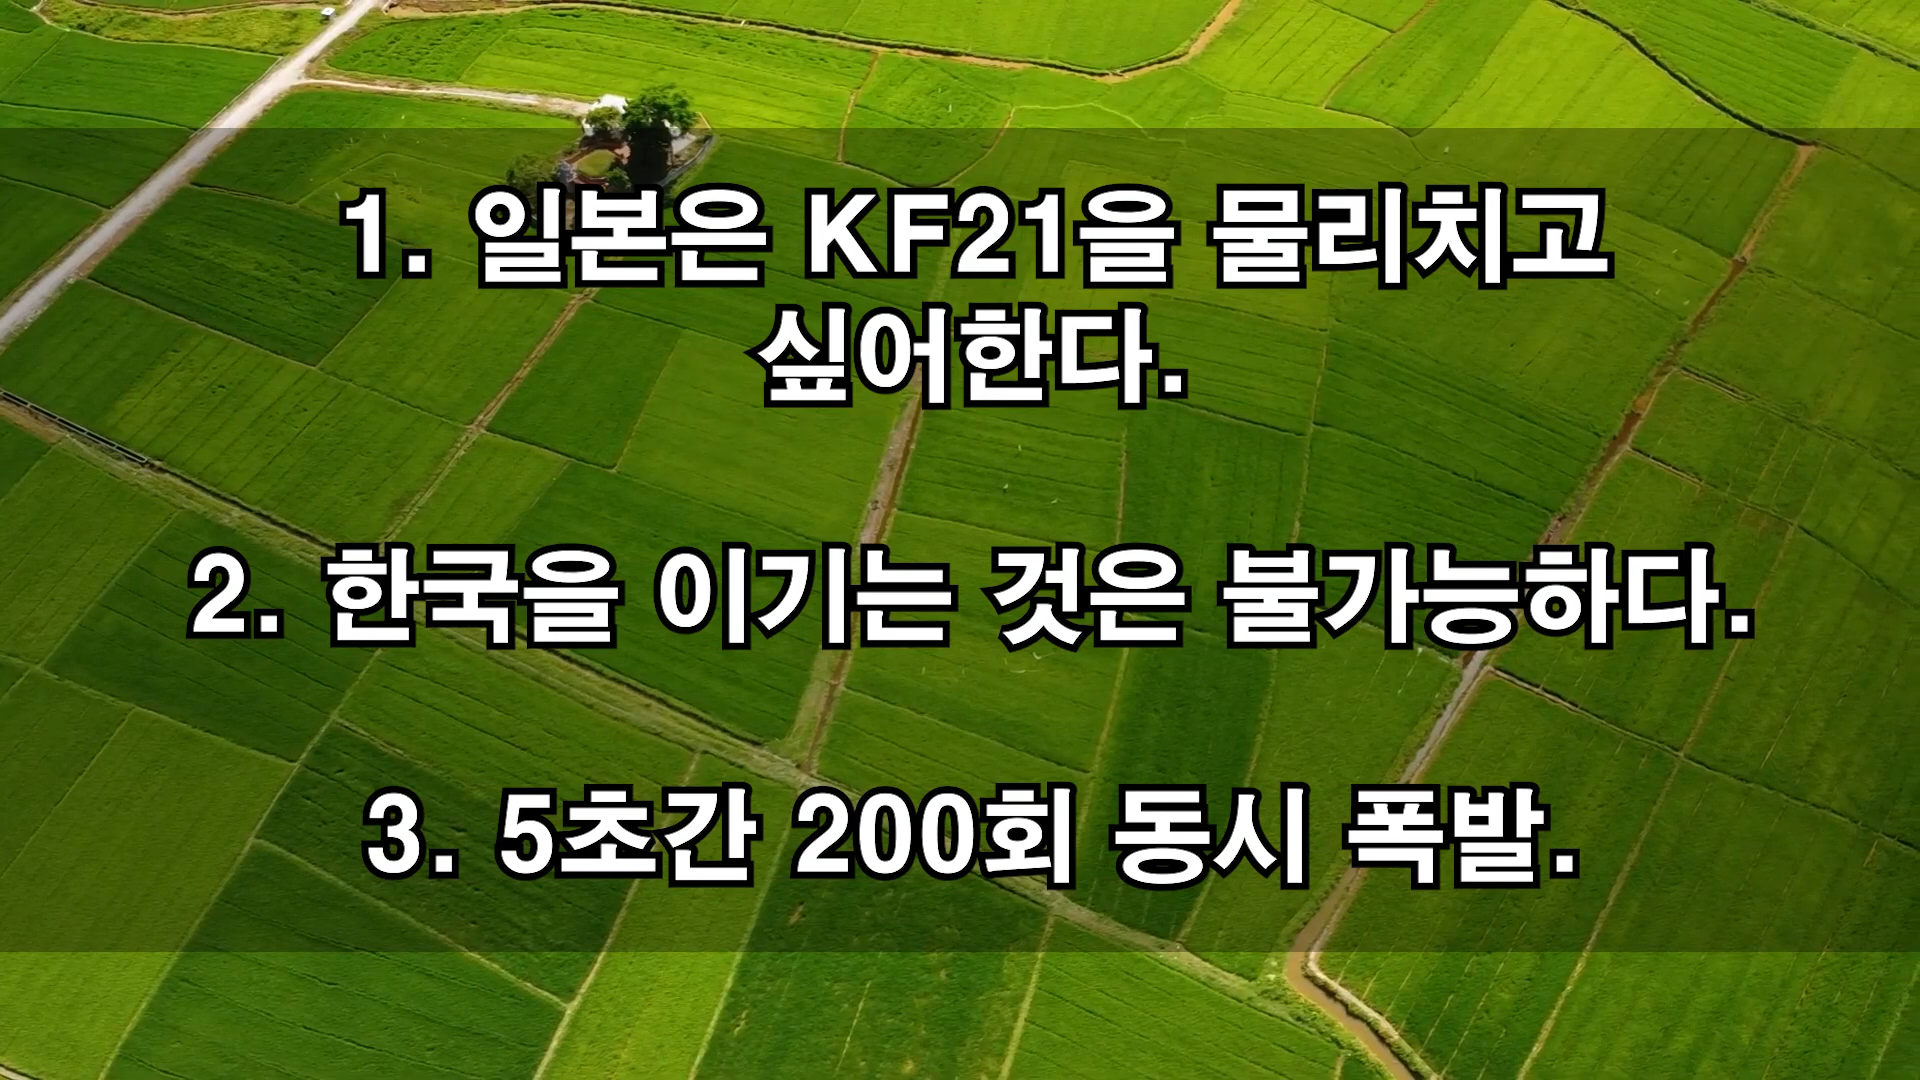 1. 일본은 KF21을 물리치고
싶어한다.
2. 한국을 이기는 것은 불가능하다.
3. 5초간 200회 동시 폭발.